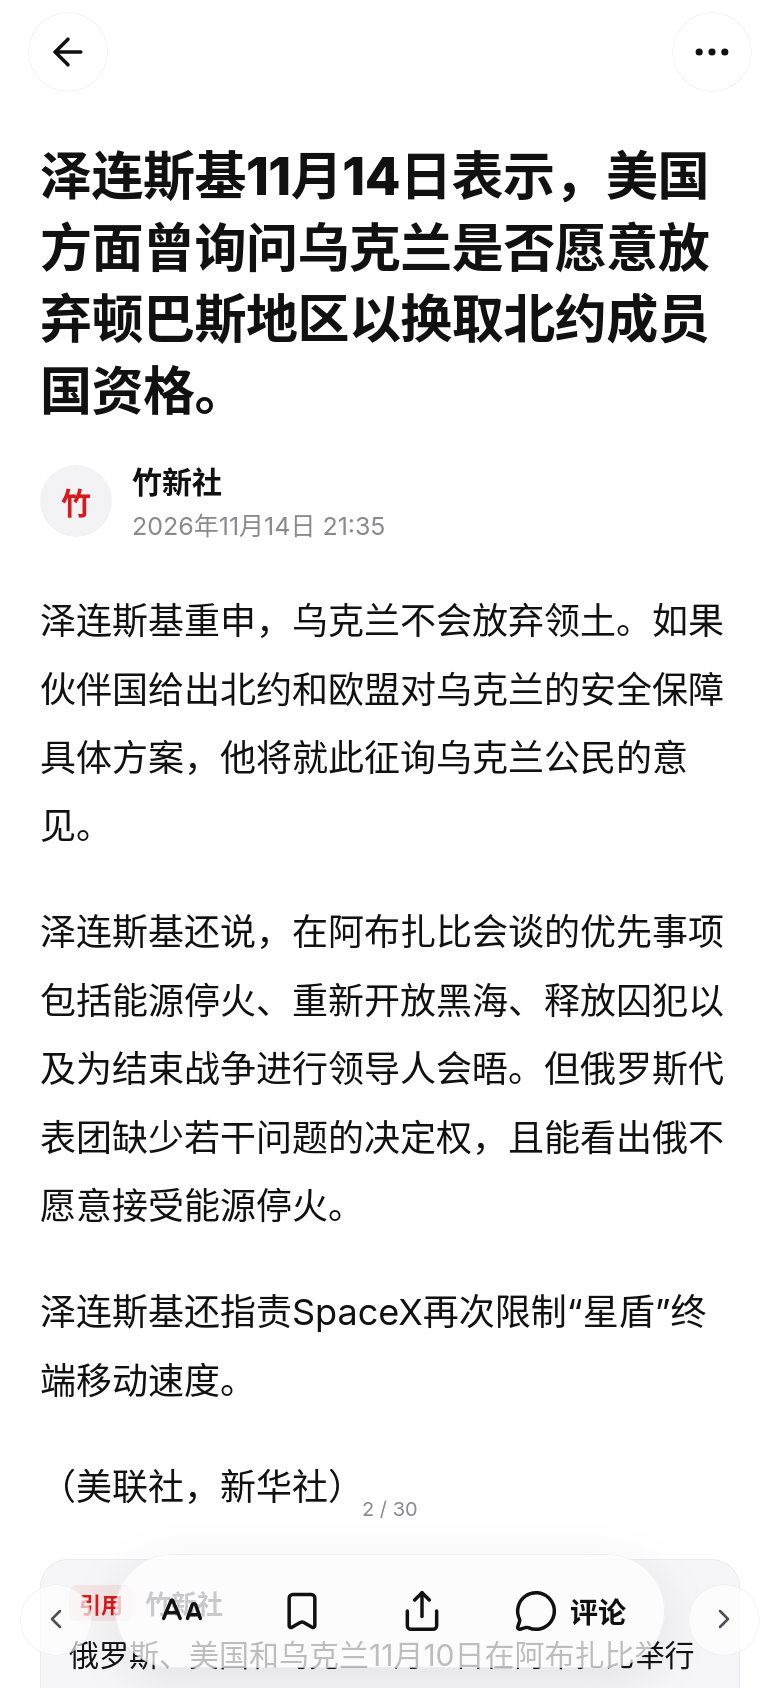 泽连斯基11月14日表示，美国
方面曾询问乌克兰是否愿意放
弃顿巴斯地区以换取北约成员
国资格。
竹
竹新社
2026年11月14日 21:35
泽连斯基重申，乌克兰不会放弃领土。如果
伙伴国给出北约和欧盟对乌克兰的安全保障
具体方案，他将就此征询乌克兰公民的意
见。
泽连斯基还说，在阿布扎比会谈的优先事项
包括能源停火、重新开放黑海、释放囚犯以
及为结束战争进行领导人会晤。但俄罗斯代
表团缺少若干问题的决定权，且能看出俄不
愿意接受能源停火。
泽连斯基还指责SpaceX再次限制“星盾”终
端移动速度。
（美联社，新华社）
2 / 30
引用 竹新社
AA
评论
俄罗斯、美国和乌克兰11月10日在阿布扎比举行